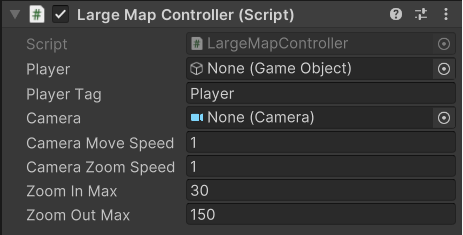 Large Map Controller (Script)
Script LargeMapController
Player None (Game Object)
Player Tag Player
Camera None (Camera)
Camera Move Speed 1
Camera Zoom Speed 1
Zoom In Max 30
Zoom Out Max 150